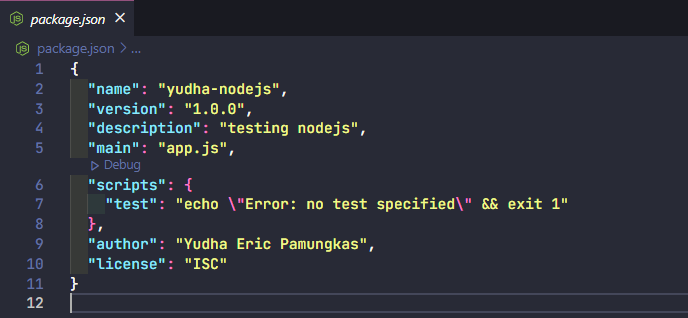 package.json ×
package.json > ...
1 {
2 "name": "yudha-nodejs",
3 "version": "1.0.0",
4 "description": "testing nodejs",
5 "main": "app.js",
Debug
6 "scripts": {
7 "test": "echo \"Error: no test specified\" && exit 1"
8 },
9 "author": "Yudha Eric Pamungkas",
10 "license": "ISC"
11 }
12